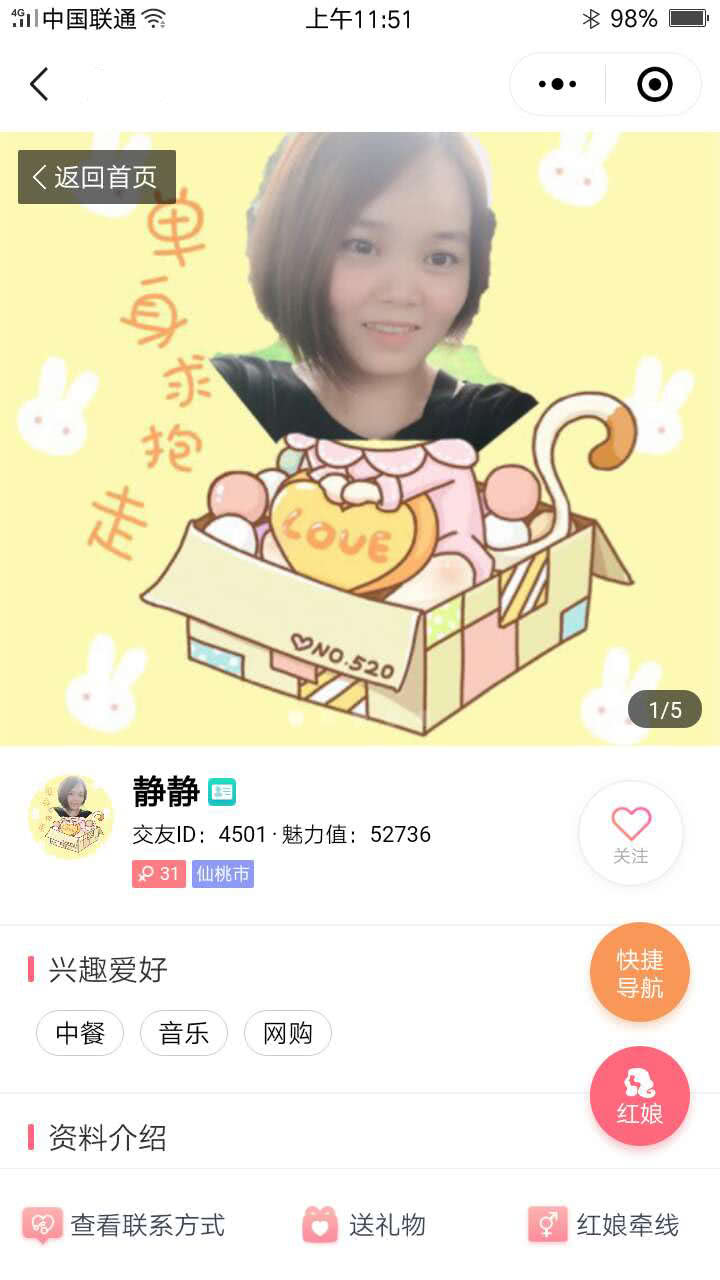 4G 中国联通 上午11:51 98%
返回首页
单身求抱走
LOVE
♡NO.520
1/5
静静
交友ID：4501·魅力值：52736
31 仙桃市
关注
兴趣爱好
快捷
导航
中餐 音乐 网购
红娘
资料介绍
查看联系方式 送礼物 红娘牵线